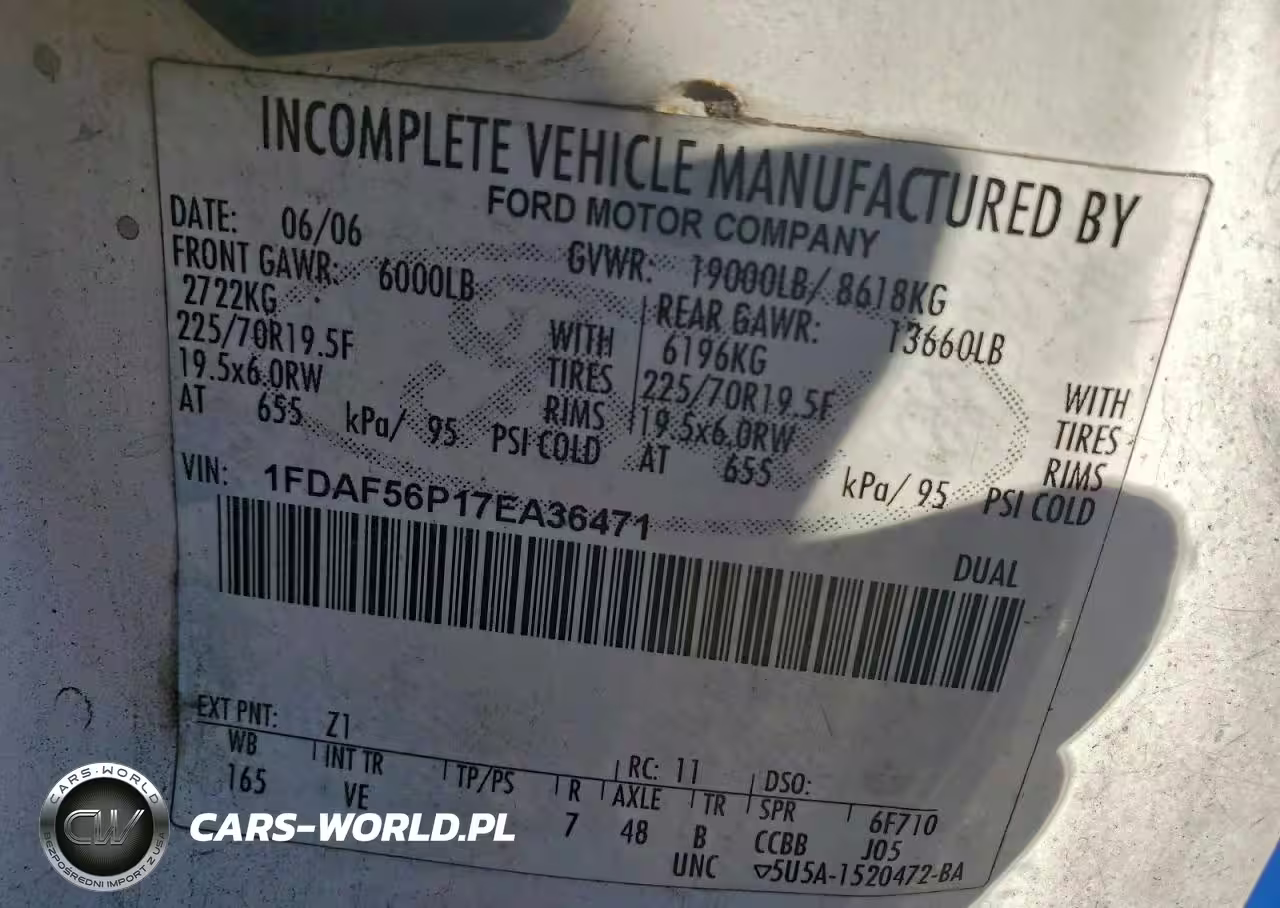 INCOMPLETE VEHICLE MANUFACTURED BY
FORD MOTOR COMPANY
DATE: 06/06 GVWR: 19000LB/ 8618KG
FRONT GAWR: 6000LB REAR GAWR: 13660LB
2722KG WITH 6196KG WITH
225/70R19.5F TIRES 225/70R19.5F TIRES
19.5x6.0RW RIMS 19.5x6.0RW RIMS
AT 655 kPa/ 95 PSI COLD AT 655 kPa/ 95 PSI COLD
VIN: 1FDAF56P17EA36471
DUAL
EXT PNT: Z1 RC: 11 DSO:
WB INT TR TP/PS R AXLE TR SPR 6F710
165 VE 7 48 B CCBB J05
UNC ▽5U5A-1520472-BA
CARS-WORLD
CW
BEZPOŚREDNI IMPORT Z USA
CARS-WORLD.PL